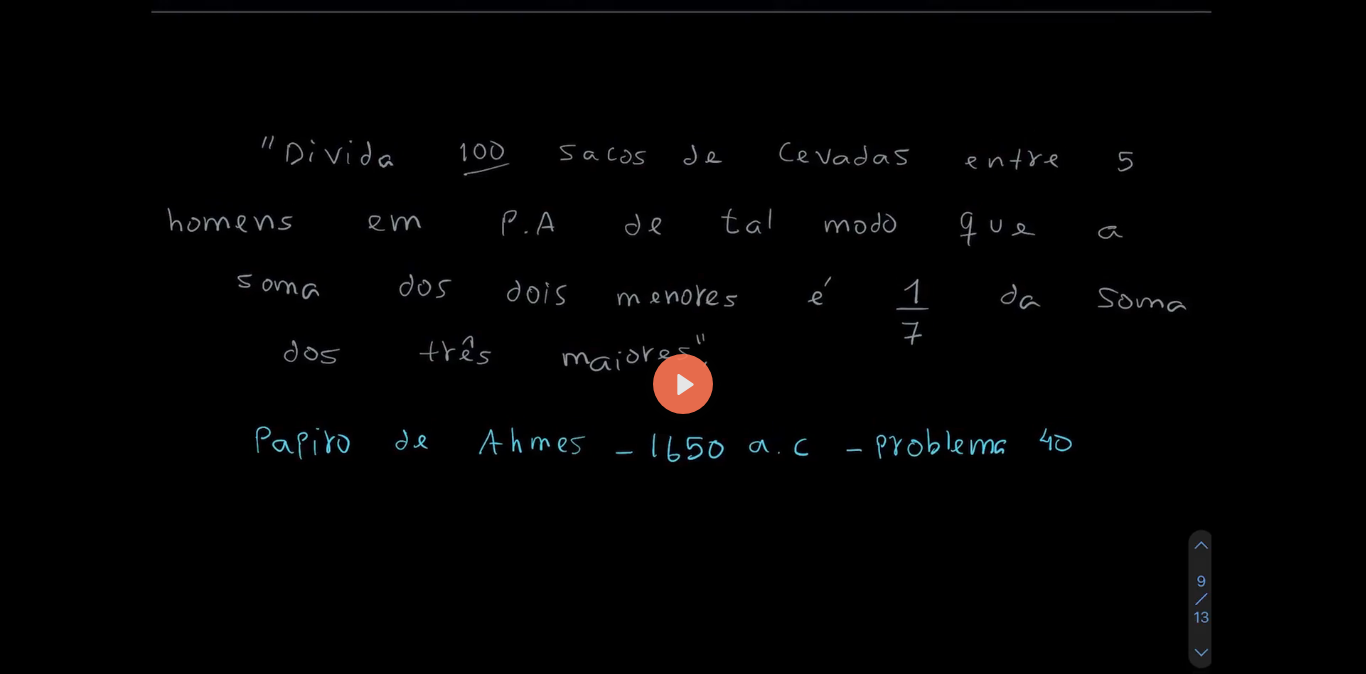 "Divida 100 sacos de cevadas entre 5
homens em P.A de tal modo que a
soma dos dois menores é 1/7 da soma
dos três maiores".
Papiro de Ahmes - 1650 a.c - problema 40
9
/
13